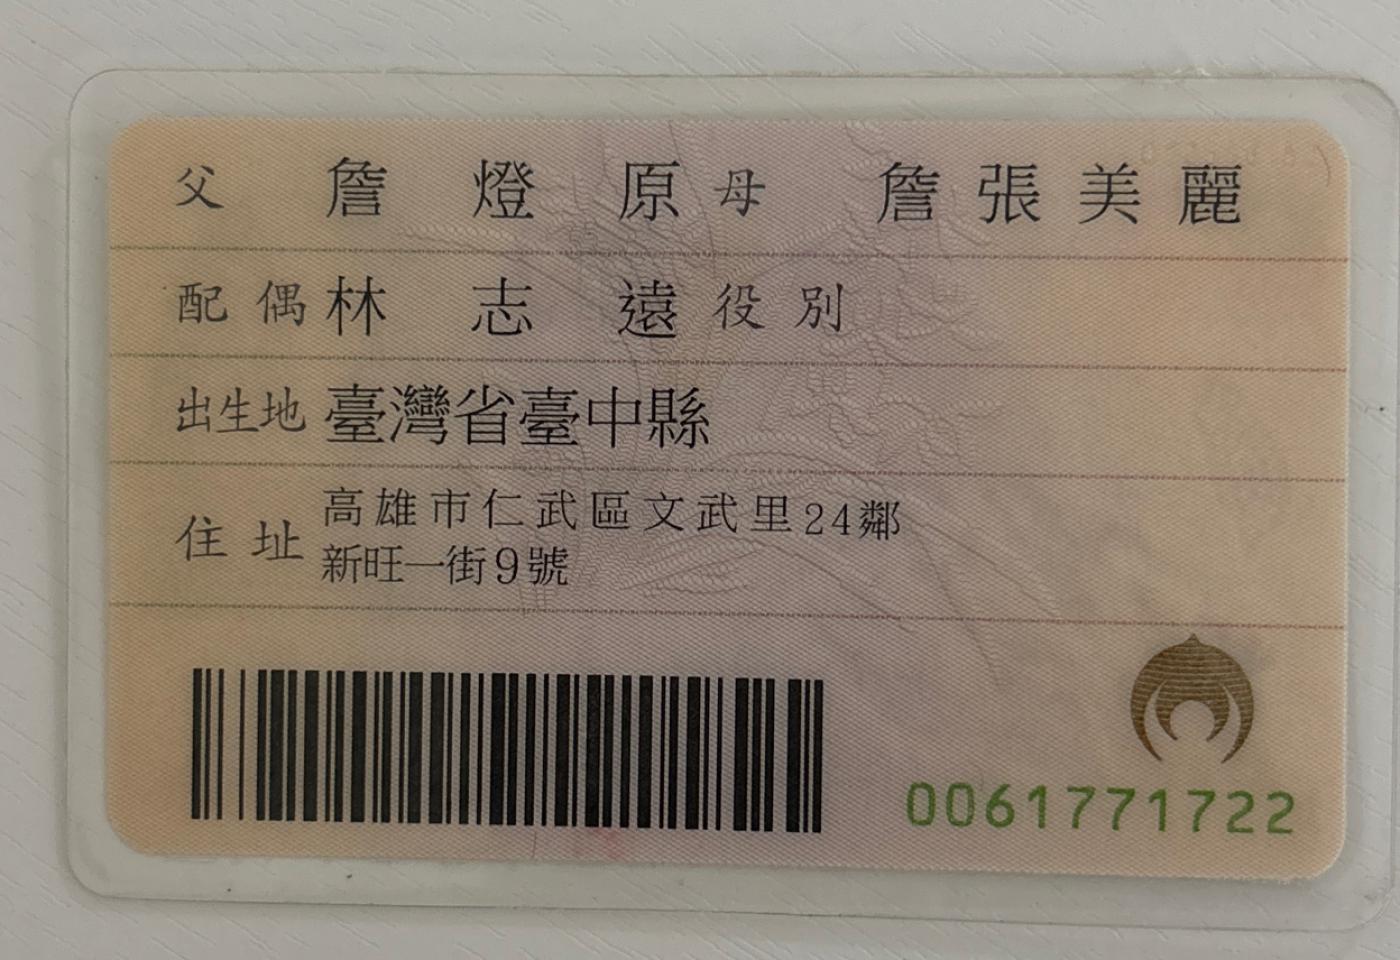 父 詹燈原 母 詹張美麗
配偶 林志遠 役別
出生地 臺灣省臺中縣
住址 高雄市仁武區文武里24鄰
新旺一街9號
0061771722